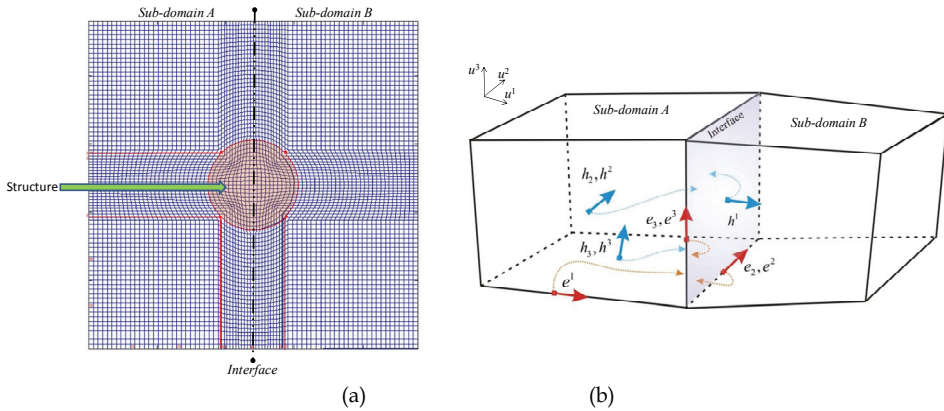 Sub-domain A
Sub-domain B
Structure
Interface
(a)
u³
u²
u¹
Sub-domain A
Interface
Sub-domain B
h₂, h²
h¹
e₃, e³
h₃, h³
e₂, e²
e¹
(b)